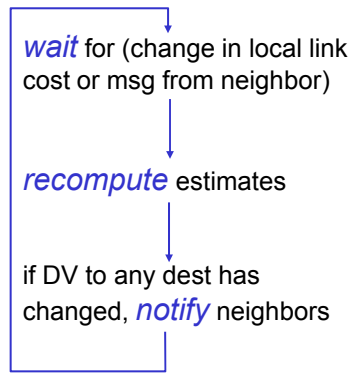 wait for (change in local link
cost or msg from neighbor)
recompute estimates
if DV to any dest has
changed, notify neighbors